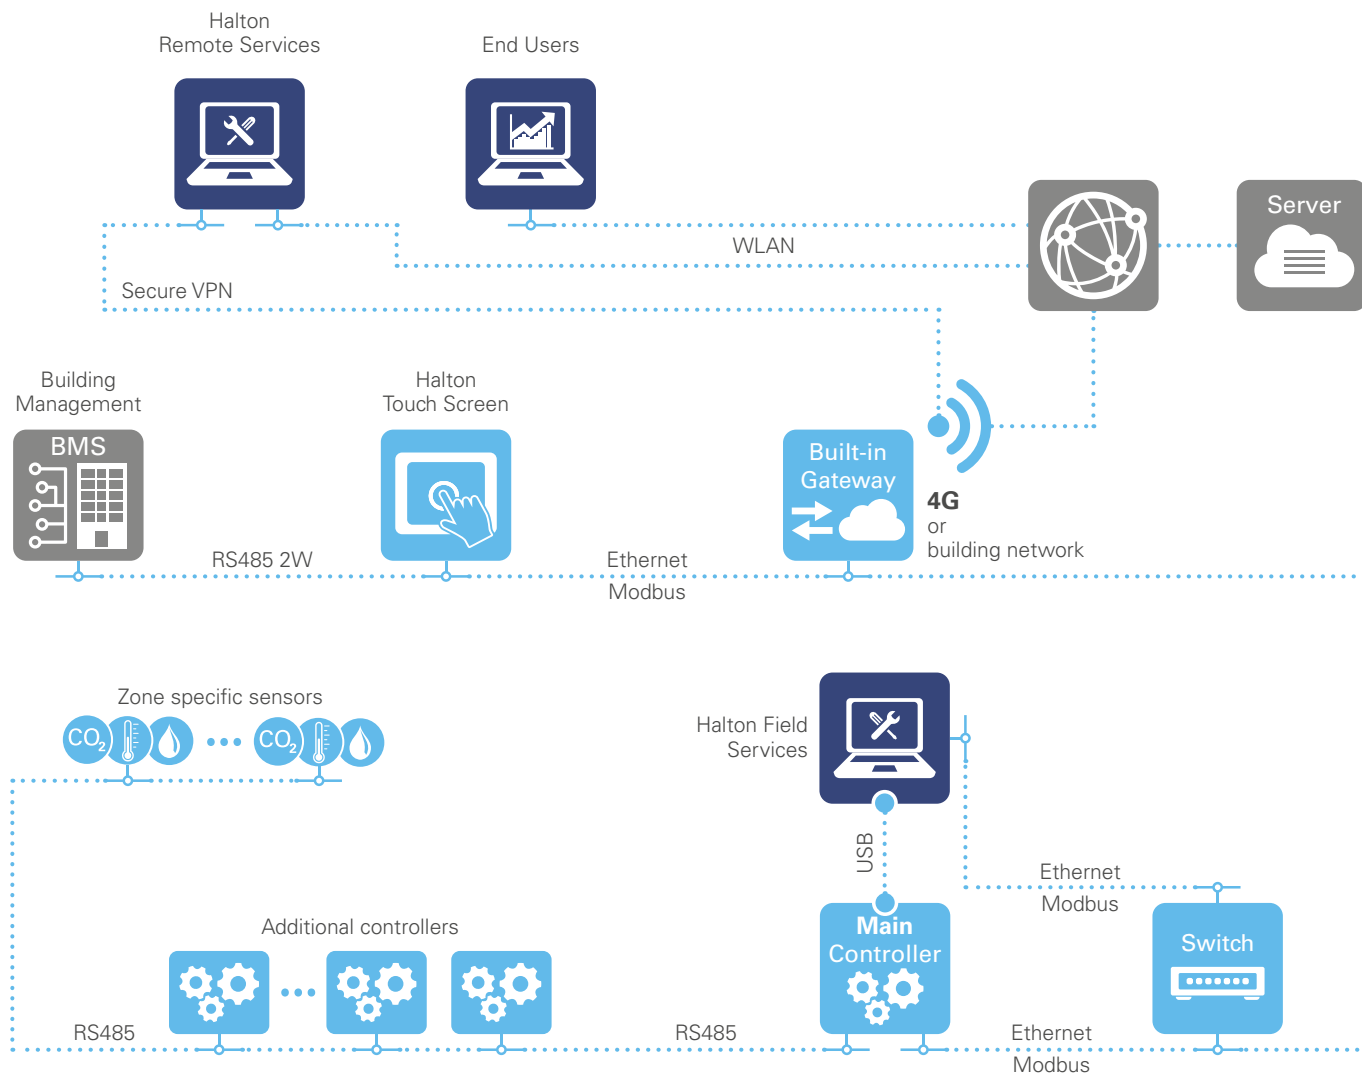 Halton
Remote Services
End Users
Server
WLAN
Secure VPN
Building
Management
Halton
Touch Screen
BMS
Built-in
Gateway
4G
or
building network
RS485 2W
Ethernet
Modbus
Zone specific sensors
CO2
CO2
Halton Field
Services
USB
Ethernet
Modbus
Additional controllers
Main
Controller
Switch
RS485
RS485
Ethernet
Modbus